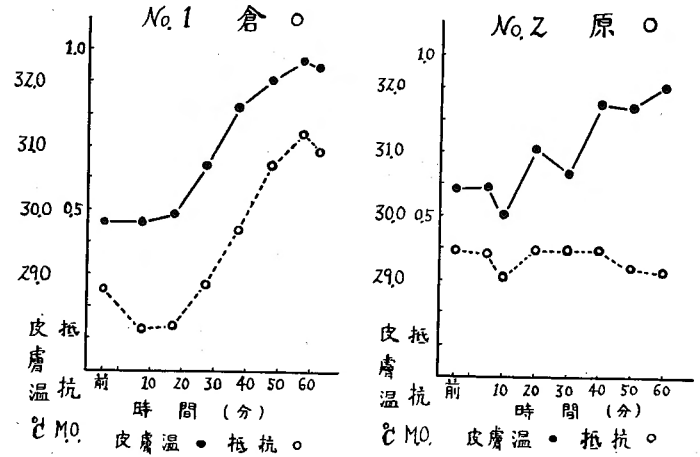 No. 1 倉 ○
1.0
32.0
31.0
30.0 0.5
29.0
皮膚温 ℃
抵抗 M.O.
前 10 20 30 40 50 60
時間 (分)
皮膚温 ● 抵抗 ○
No. 2 原 ○
1.0
32.0
31.0
30.0 0.5
29.0
皮膚温 ℃
抵抗 M.O.
前 10 20 30 40 50 60
時間 (分)
皮膚温 ● 抵抗 ○